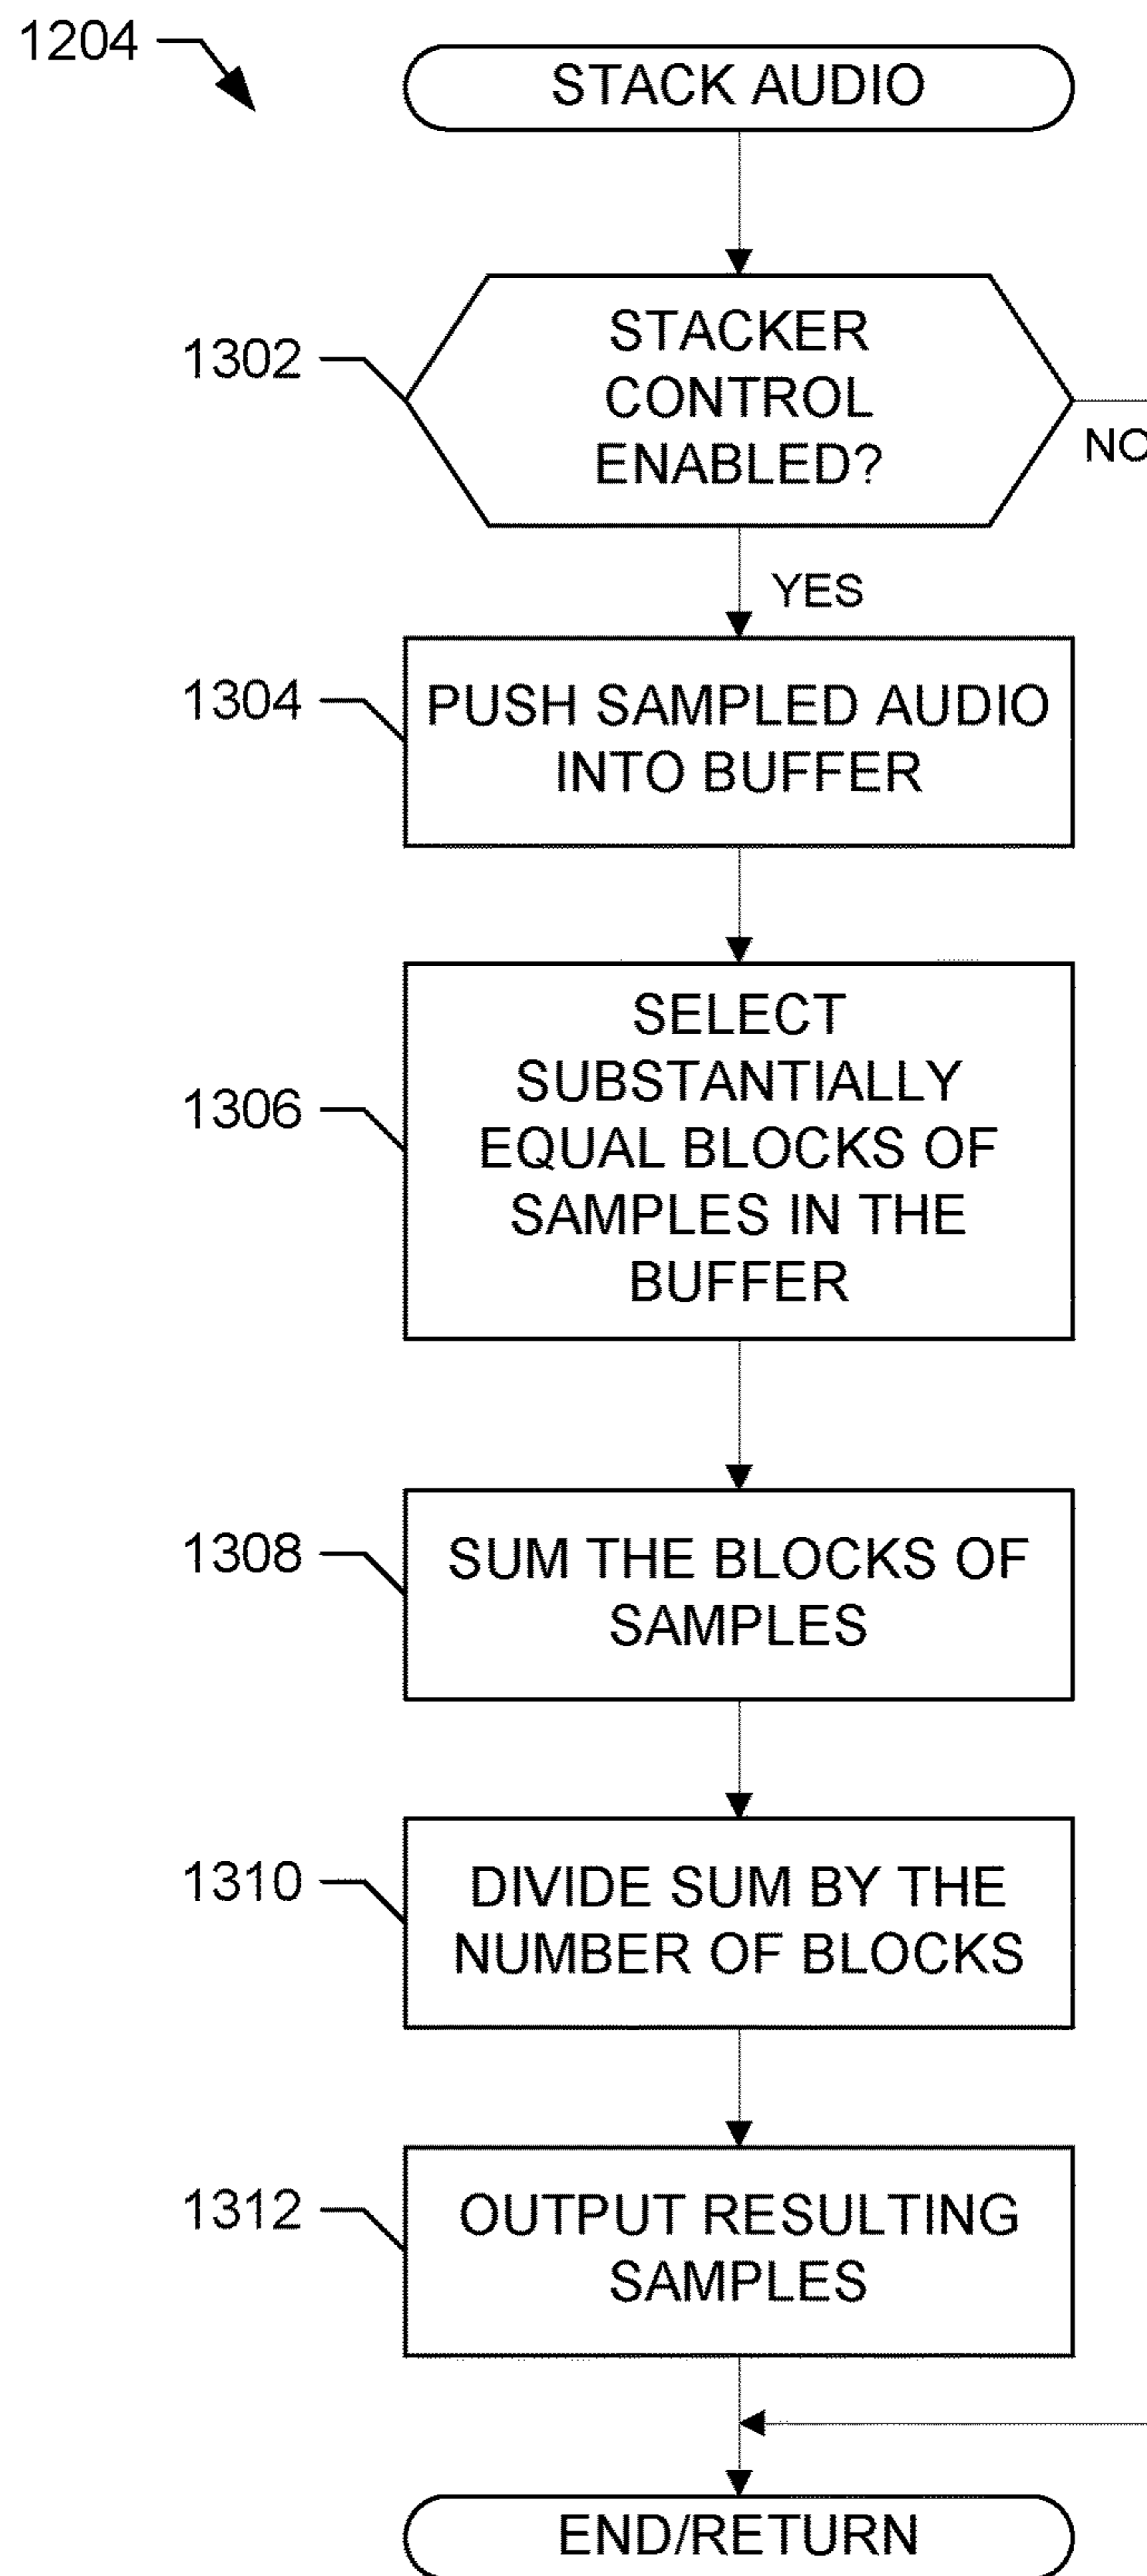 1204
STACK AUDIO
1302
STACKER
CONTROL
ENABLED?
NO
YES
1304
PUSH SAMPLED AUDIO
INTO BUFFER
1306
SELECT
SUBSTANTIALLY
EQUAL BLOCKS OF
SAMPLES IN THE
BUFFER
1308
SUM THE BLOCKS OF
SAMPLES
1310
DIVIDE SUM BY THE
NUMBER OF BLOCKS
1312
OUTPUT RESULTING
SAMPLES
END/RETURN